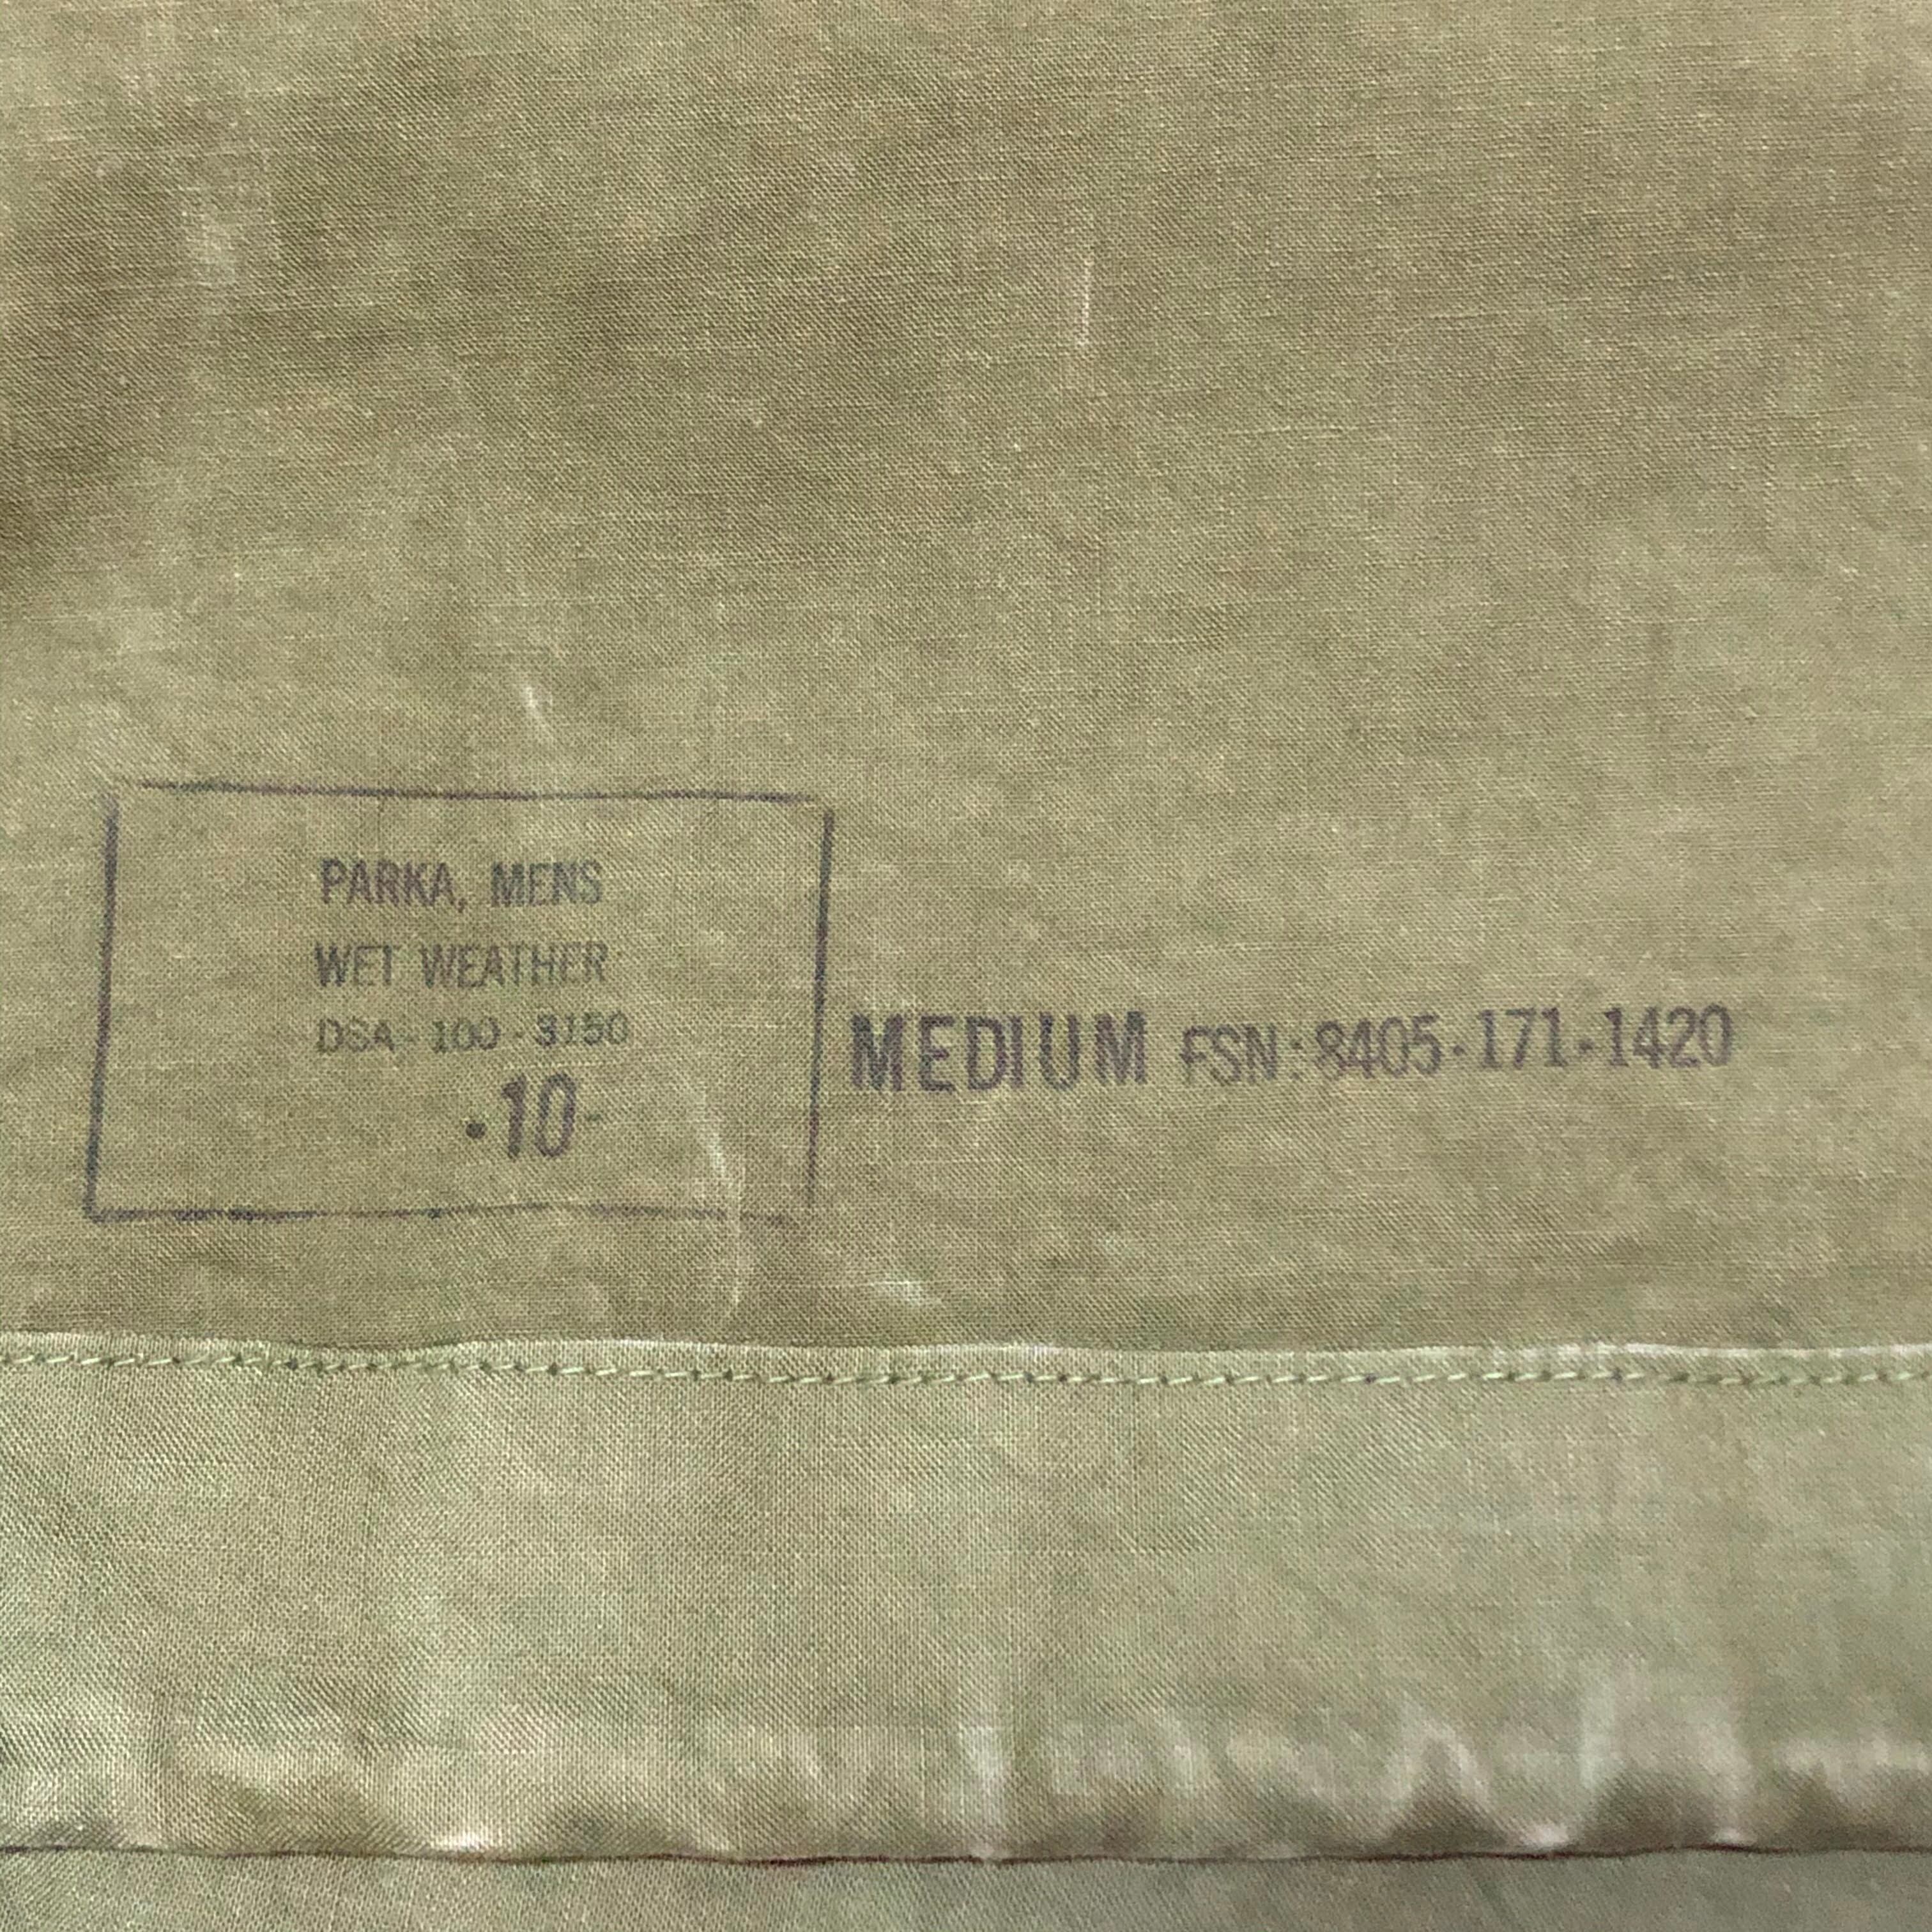 PARKA, MENS
WET WEATHER
DSA-100-3150
•10-
MEDIUM FSN:8405-171-1420